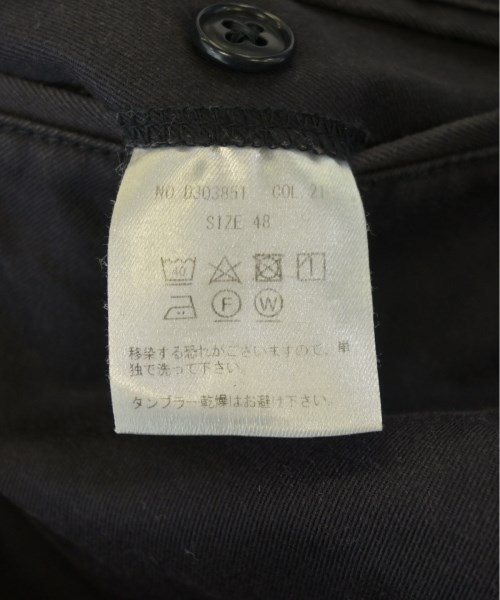 NO.D303851 COL 21
SIZE 48
40
F W
移染する恐れがございますので、単
独で洗って下さい。
タンブラー乾燥はお避け下さい。